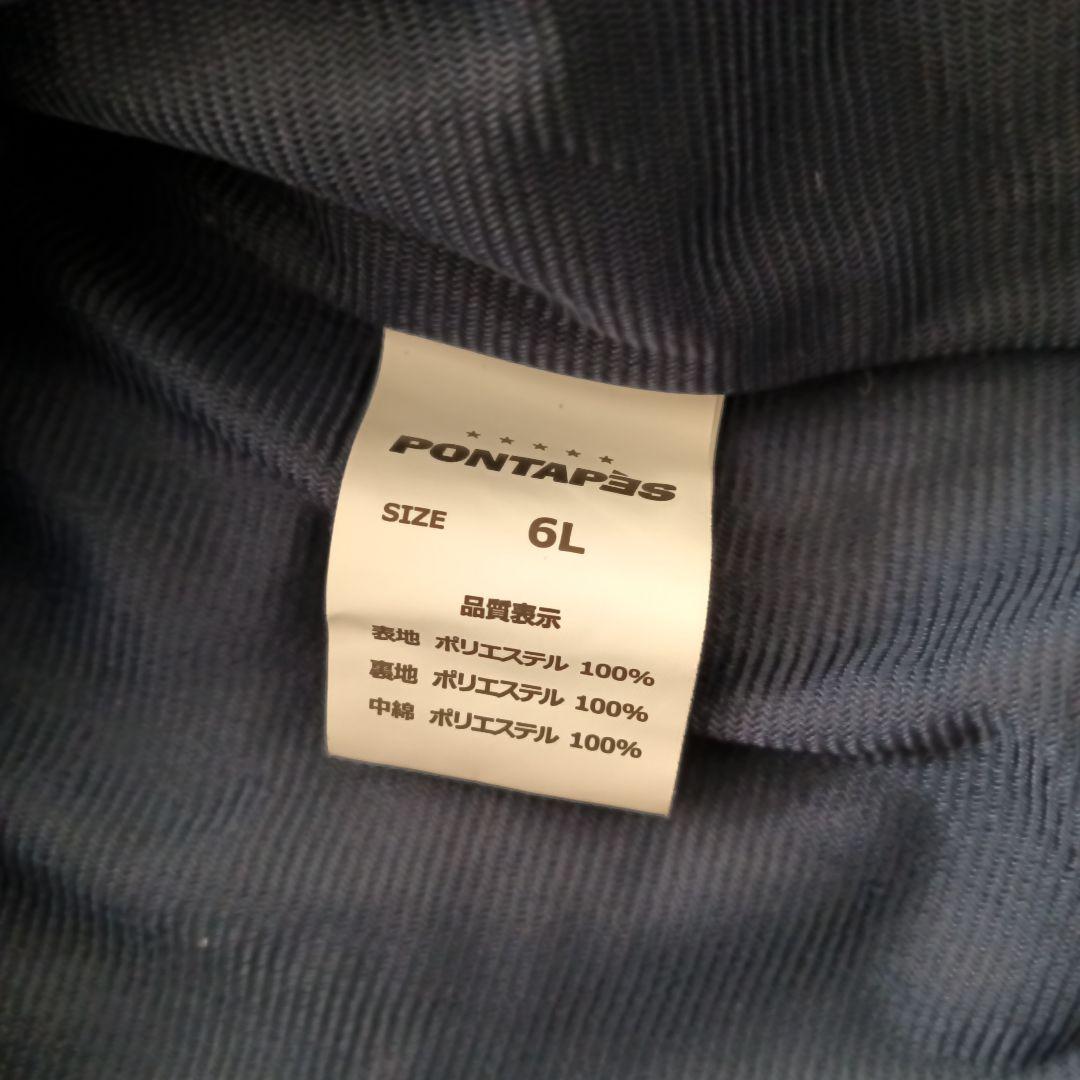 PONTAPÈS
SIZE 6L
品質表示
表地 ポリエステル 100%
裏地 ポリエステル 100%
中綿 ポリエステル 100%